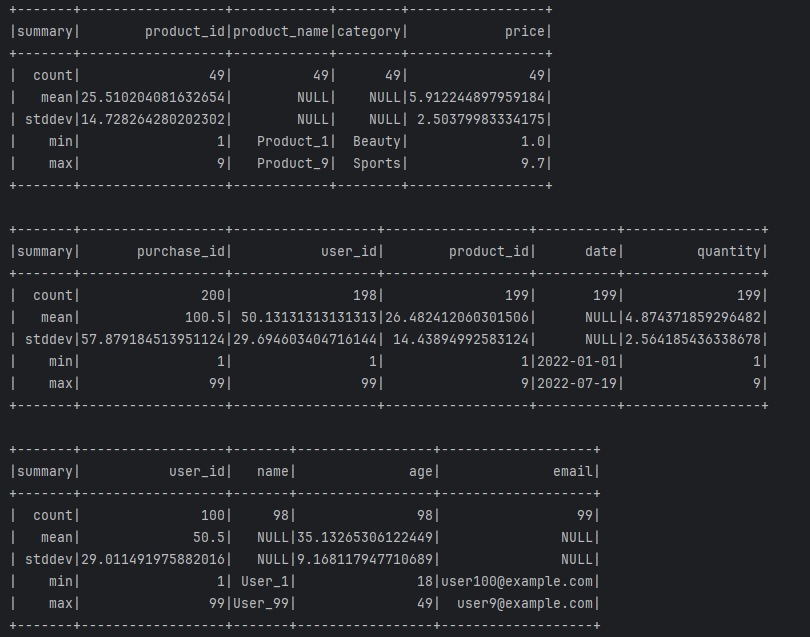 +-------+------------------+------------+--------+-----------------+
|summary|        product_id|product_name|category|            price|
+-------+------------------+------------+--------+-----------------+
|  count|                49|          49|      49|               49|
|   mean|25.510204081632654|        NULL|    NULL|5.912244897959184|
| stddev|14.728264280202302|        NULL|    NULL| 2.50379983334175|
|    min|                 1|   Product_1|  Beauty|              1.0|
|    max|                 9|   Product_9|  Sports|              9.7|
+-------+------------------+------------+--------+-----------------+
+-------+------------------+------------------+------------------+----------+-----------------+
|summary|       purchase_id|           user_id|        product_id|      date|         quantity|
+-------+------------------+------------------+------------------+----------+-----------------+
|  count|               200|               198|               199|       199|              199|
|   mean|             100.5| 50.13131313131313|26.482412060301506|      NULL|4.874371859296482|
| stddev|57.879184513951124|29.694603404716144| 14.43894992583124|      NULL|2.564185436338678|
|    min|                 1|                 1|                 1|2022-01-01|                1|
|    max|                99|                99|                 9|2022-07-19|                9|
+-------+------------------+------------------+------------------+----------+-----------------+
+-------+------------------+-------+-----------------+-------------------+
|summary|           user_id|   name|              age|              email|
+-------+------------------+-------+-----------------+-------------------+
|  count|               100|     98|               98|                 99|
|   mean|              50.5|   NULL|35.13265306122449|               NULL|
| stddev|29.011491975882016|   NULL|9.168117947710689|               NULL|
|    min|                 1| User_1|               18|user100@example.com|
|    max|                99|User_99|               49|  user9@example.com|
+-------+------------------+-------+-----------------+-------------------+